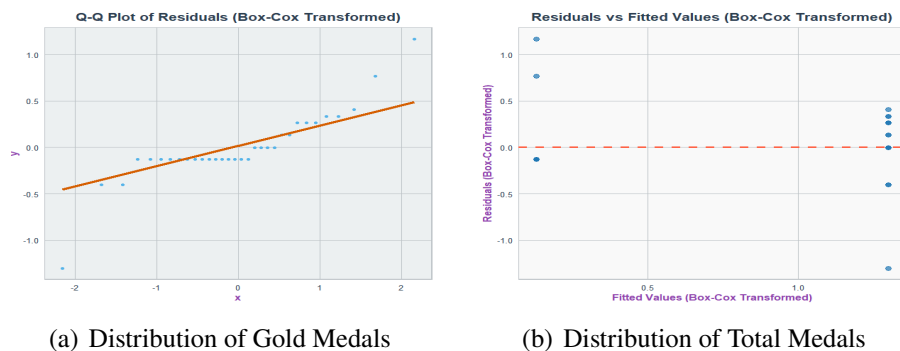 Q-Q Plot of Residuals (Box-Cox Transformed)
1.0
0.5
0.0
-0.5
-1.0
y
-2
-1
0
1
2
x
(a) Distribution of Gold Medals
Residuals vs Fitted Values (Box-Cox Transformed)
1.0
0.5
0.0
-0.5
-1.0
Residuals (Box-Cox Transformed)
0.5
1.0
Fitted Values (Box-Cox Transformed)
(b) Distribution of Total Medals